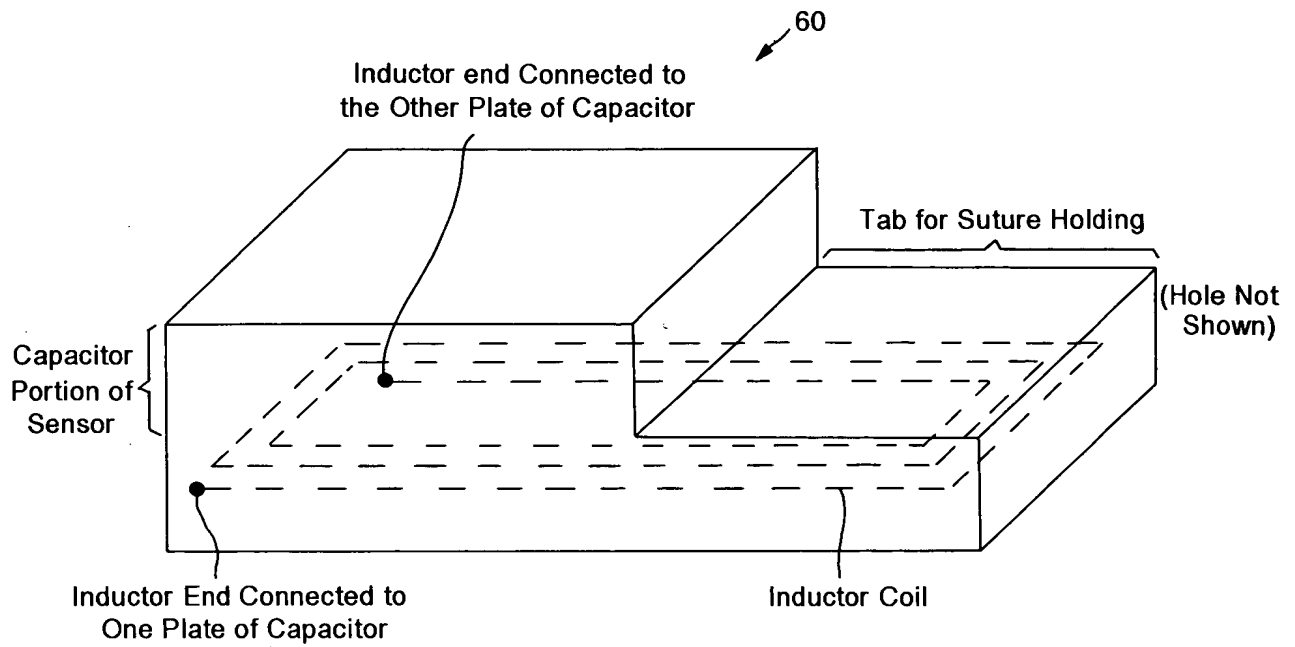 60
Inductor end Connected to
the Other Plate of Capacitor
Tab for Suture Holding
(Hole Not
Shown)
Capacitor
Portion of
Sensor
Inductor End Connected to
One Plate of Capacitor
Inductor Coil